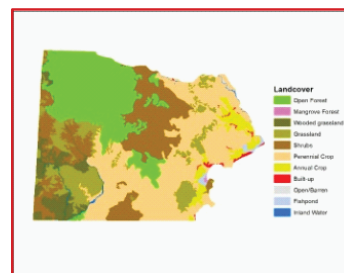 Landcover
Open Forest
Mangrove Forest
Wooded grassland
Grassland
Shrubs
Perennial Crop
Annual Crop
Built-up
Open/Barren
Fishpond
Inland Water